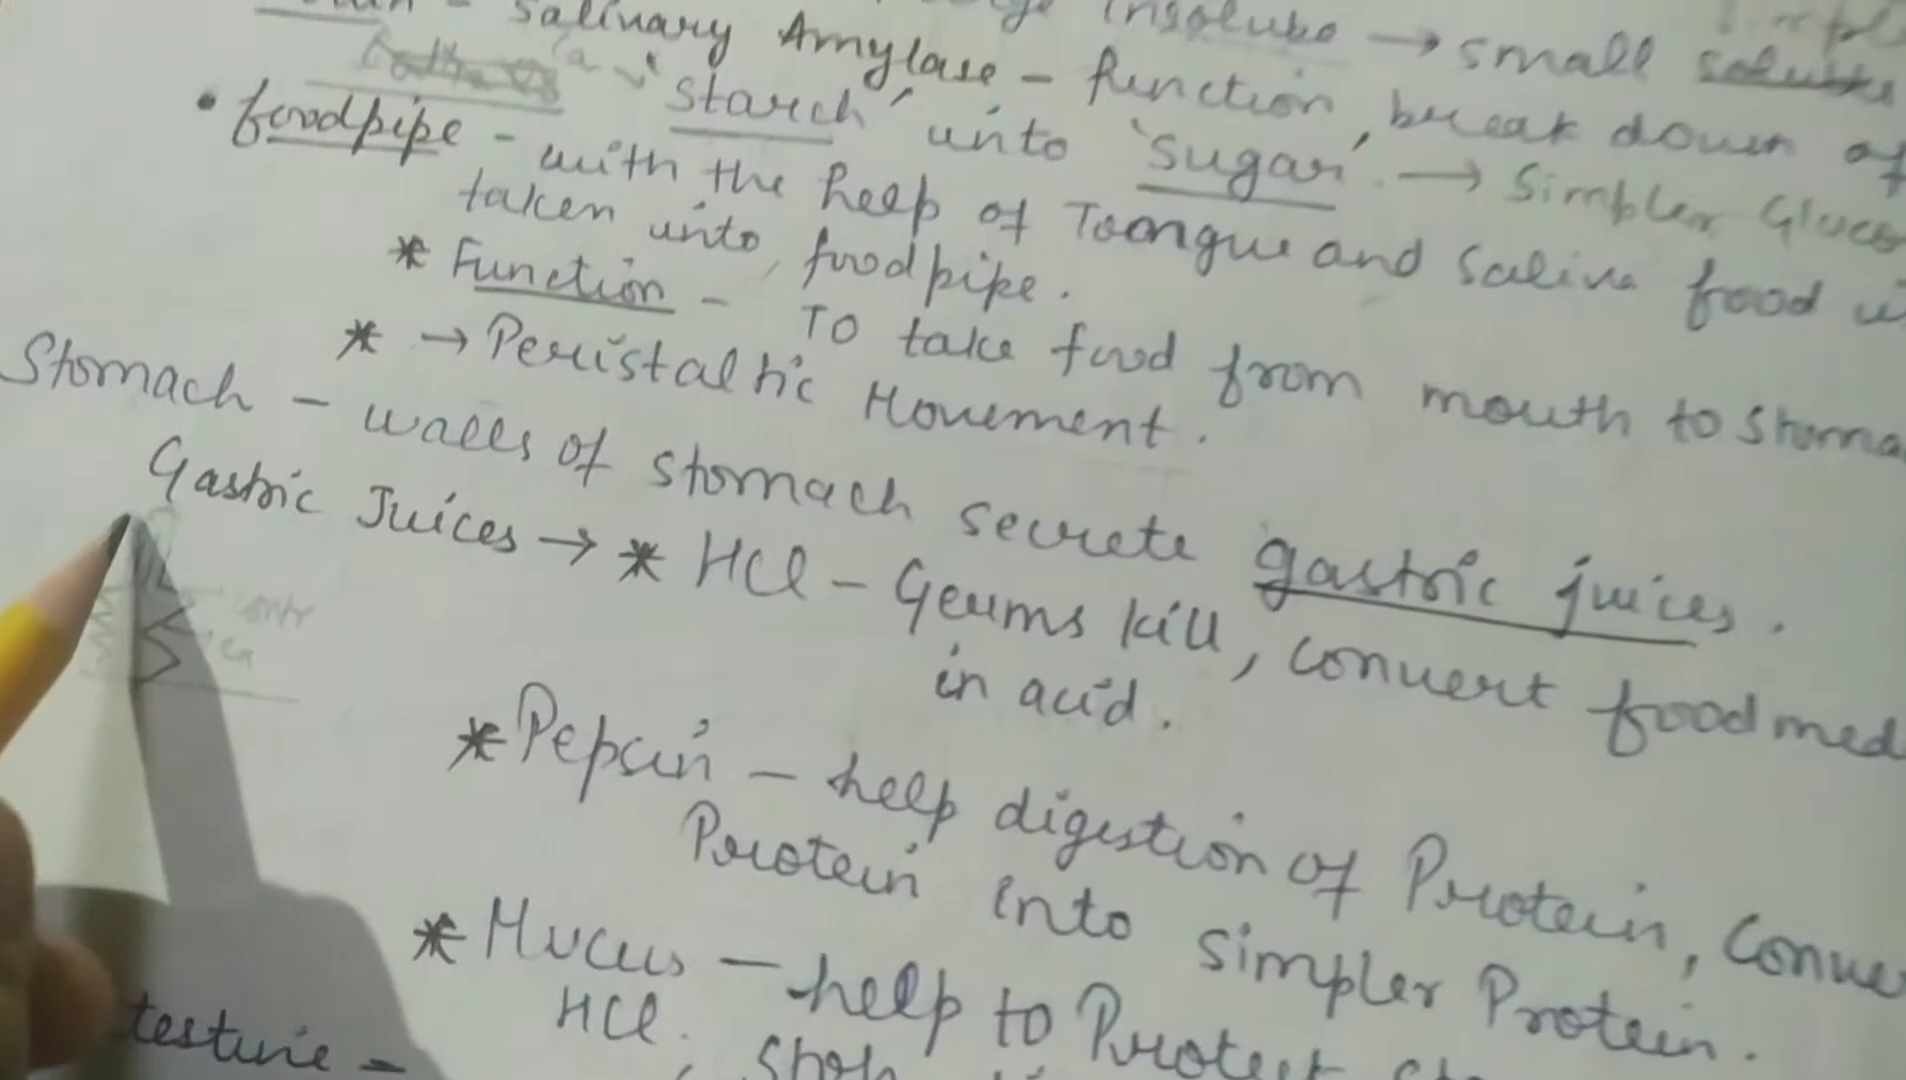 insoluble → small
Salivary Amylase - function, break down of
'starch' into 'sugar'. → Simpler
• foodpipe - with the help of Toongue and Saliva food
taken into foodpipe.
* Function - To take food from mouth to
* → Peristaltic Movement.
Stomach - walls of stomach secrete gastric juices.
Gastric Juices → * HCl - Germs kill, convert food
in acid.
* Pepsin - help digestion of Protein,
Protein into simpler Protein.
* Mucus - help to Protect
HCl.